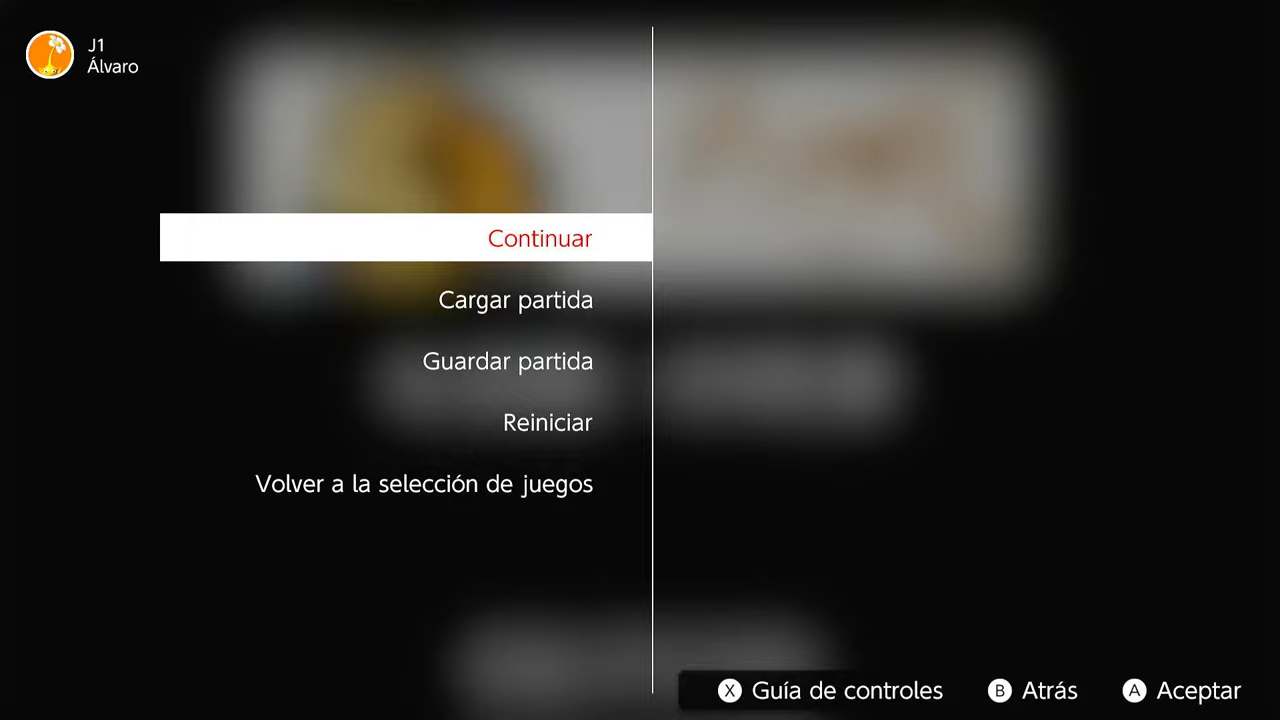 J1
Álvaro
Continuar
Cargar partida
Guardar partida
Reiniciar
Volver a la selección de juegos
X Guía de controles B Atrás A Aceptar